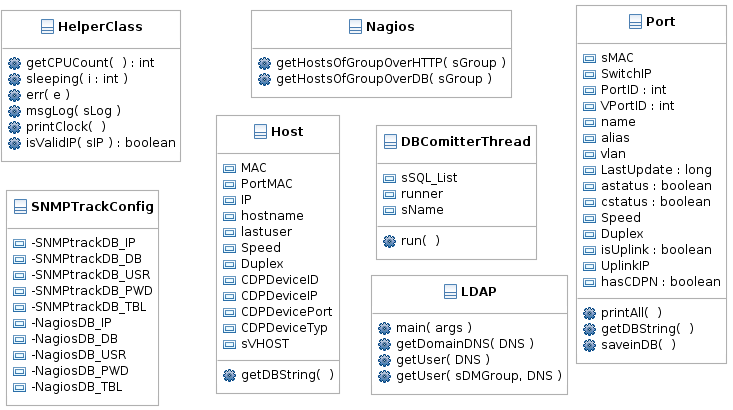 HelperClass
getCPUCount(  ) : int
sleeping( i : int )
err( e )
msgLog( sLog )
printClock(  )
isValidIP( sIP ) : boolean
Nagios
getHostsOfGroupOverHTTP( sGroup )
getHostsOfGroupOverDB( sGroup )
Port
sMAC
SwitchIP
PortID : int
VPortID : int
name
alias
vlan
LastUpdate : long
astatus : boolean
cstatus : boolean
Speed
Duplex
isUplink : boolean
UplinkIP
hasCDPN : boolean
printAll(  )
getDBString(  )
saveinDB(  )
Host
MAC
PortMAC
IP
hostname
lastuser
Speed
Duplex
CDPDeviceID
CDPDeviceIP
CDPDevicePort
CDPDeviceTyp
sVHOST
getDBString(  )
DBComitterThread
sSQL_List
runner
sName
run(  )
SNMPTrackConfig
-SNMPtrackDB_IP
-SNMPtrackDB_DB
-SNMPtrackDB_USR
-SNMPtrackDB_PWD
-SNMPtrackDB_TBL
-NagiosDB_IP
-NagiosDB_DB
-NagiosDB_USR
-NagiosDB_PWD
-NagiosDB_TBL
LDAP
main( args )
getDomainDNS( DNS )
getUser( DNS )
getUser( sDMGroup, DNS )